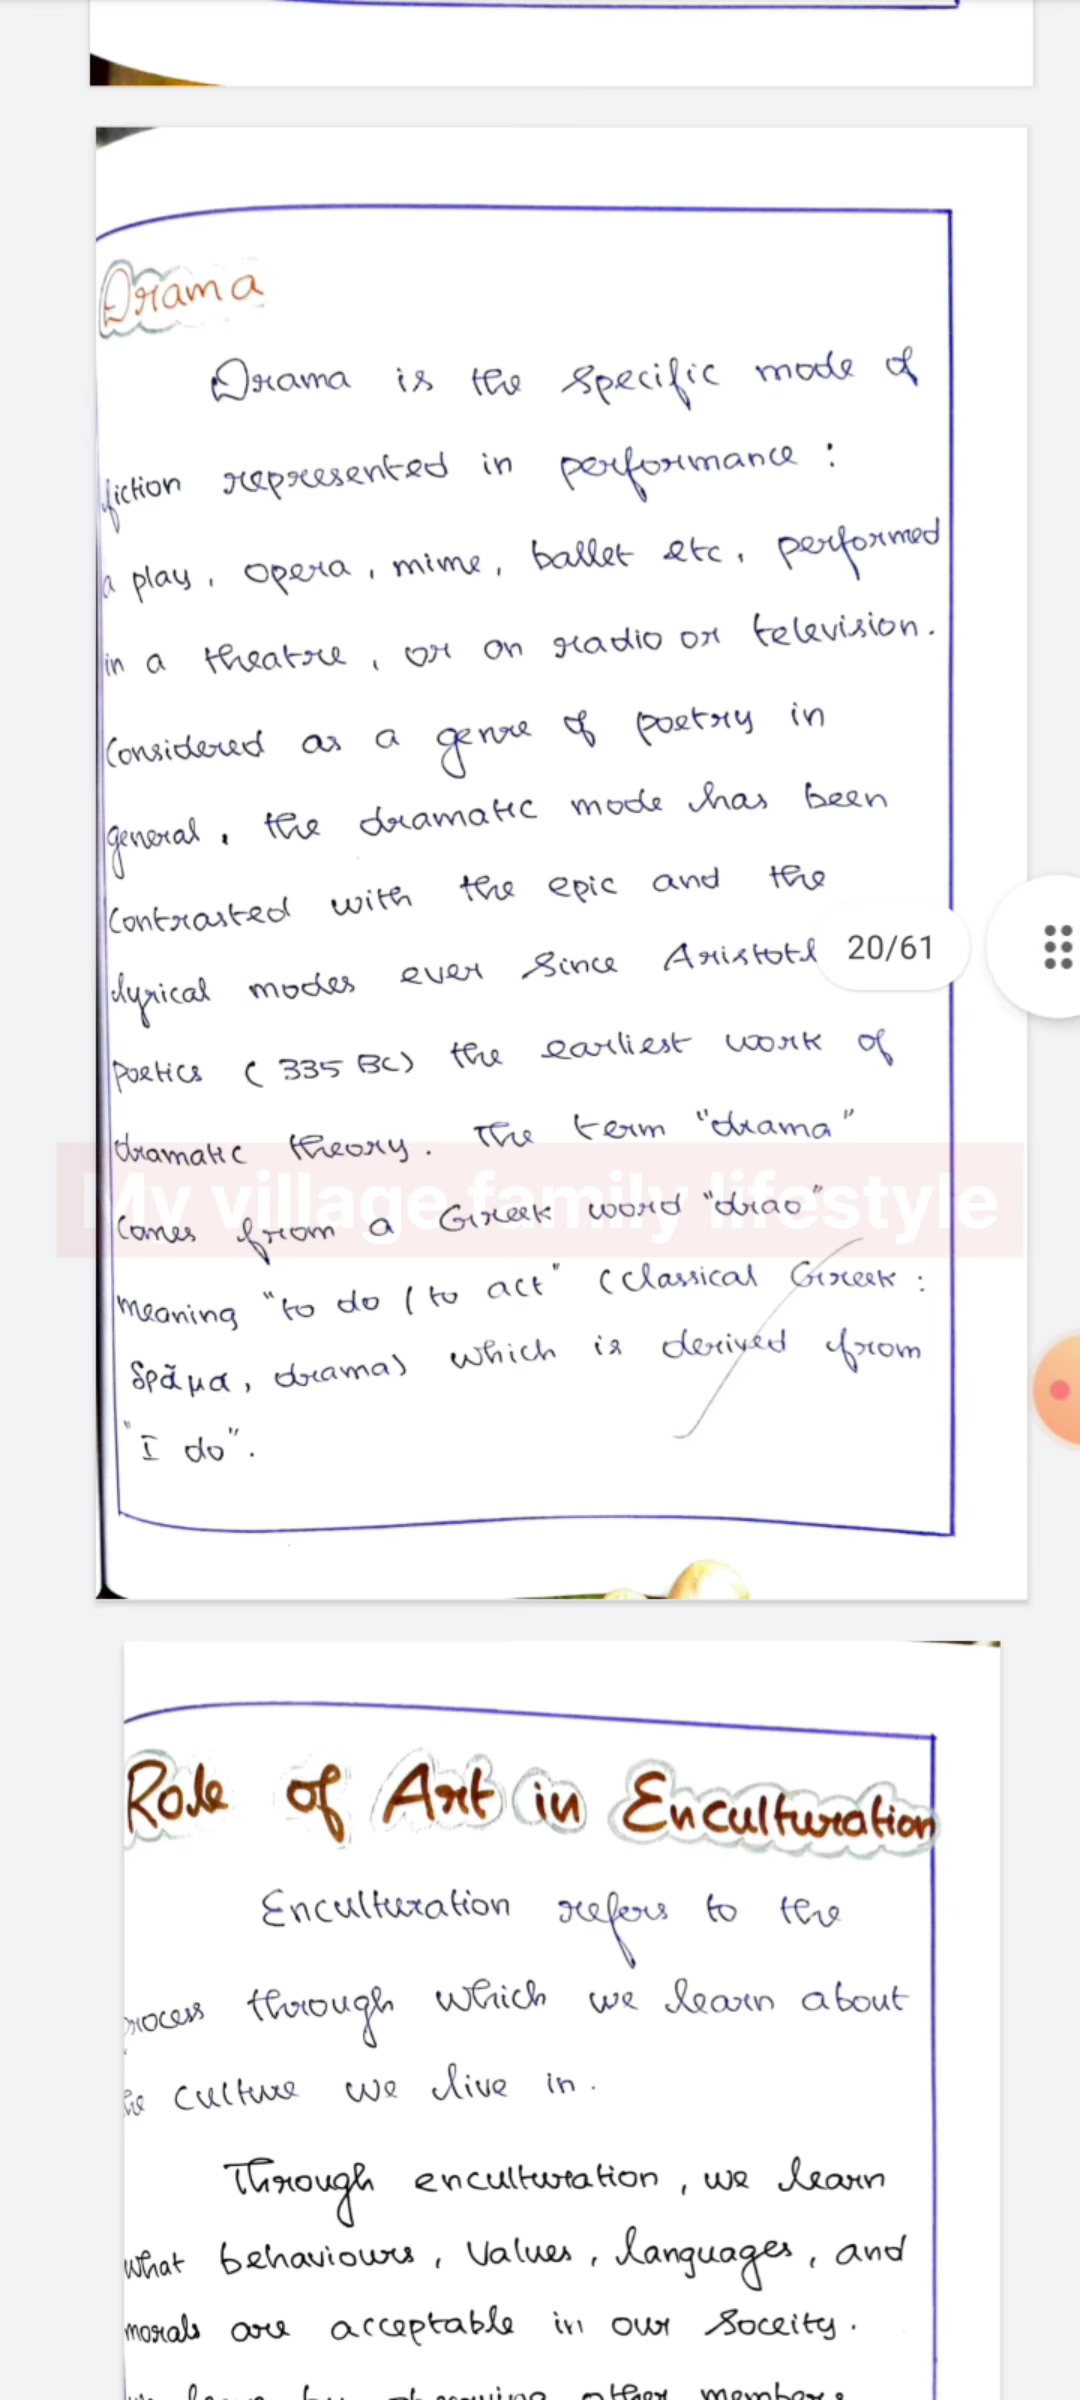 Drama
Drama is the specific mode of
fiction represented in performance :
a play, opera, mime, ballet etc, performed
in a theatre, or on radio or television.
Considered as a genre of poetry in
general, the dramatic mode has been
Contrasted with the epic and the
lyrical modes ever Since Aristotl
20/61
Poetics ( 335 BC) the earliest work of
dramatic theory. The term "drama"
My village family lifestyle
Comes from a Greek word "drao"
meaning "to do (to act" (classical Greek :
δρᾶμα, drama) which is derived from
"I do".
Role of Art in Enculturation
Enculturation refers to the
process through which we learn about
culture we live in.
Through enculturation, we learn
what behaviours, Values, languages, and
morals are acceptable in our Soceity.
other members